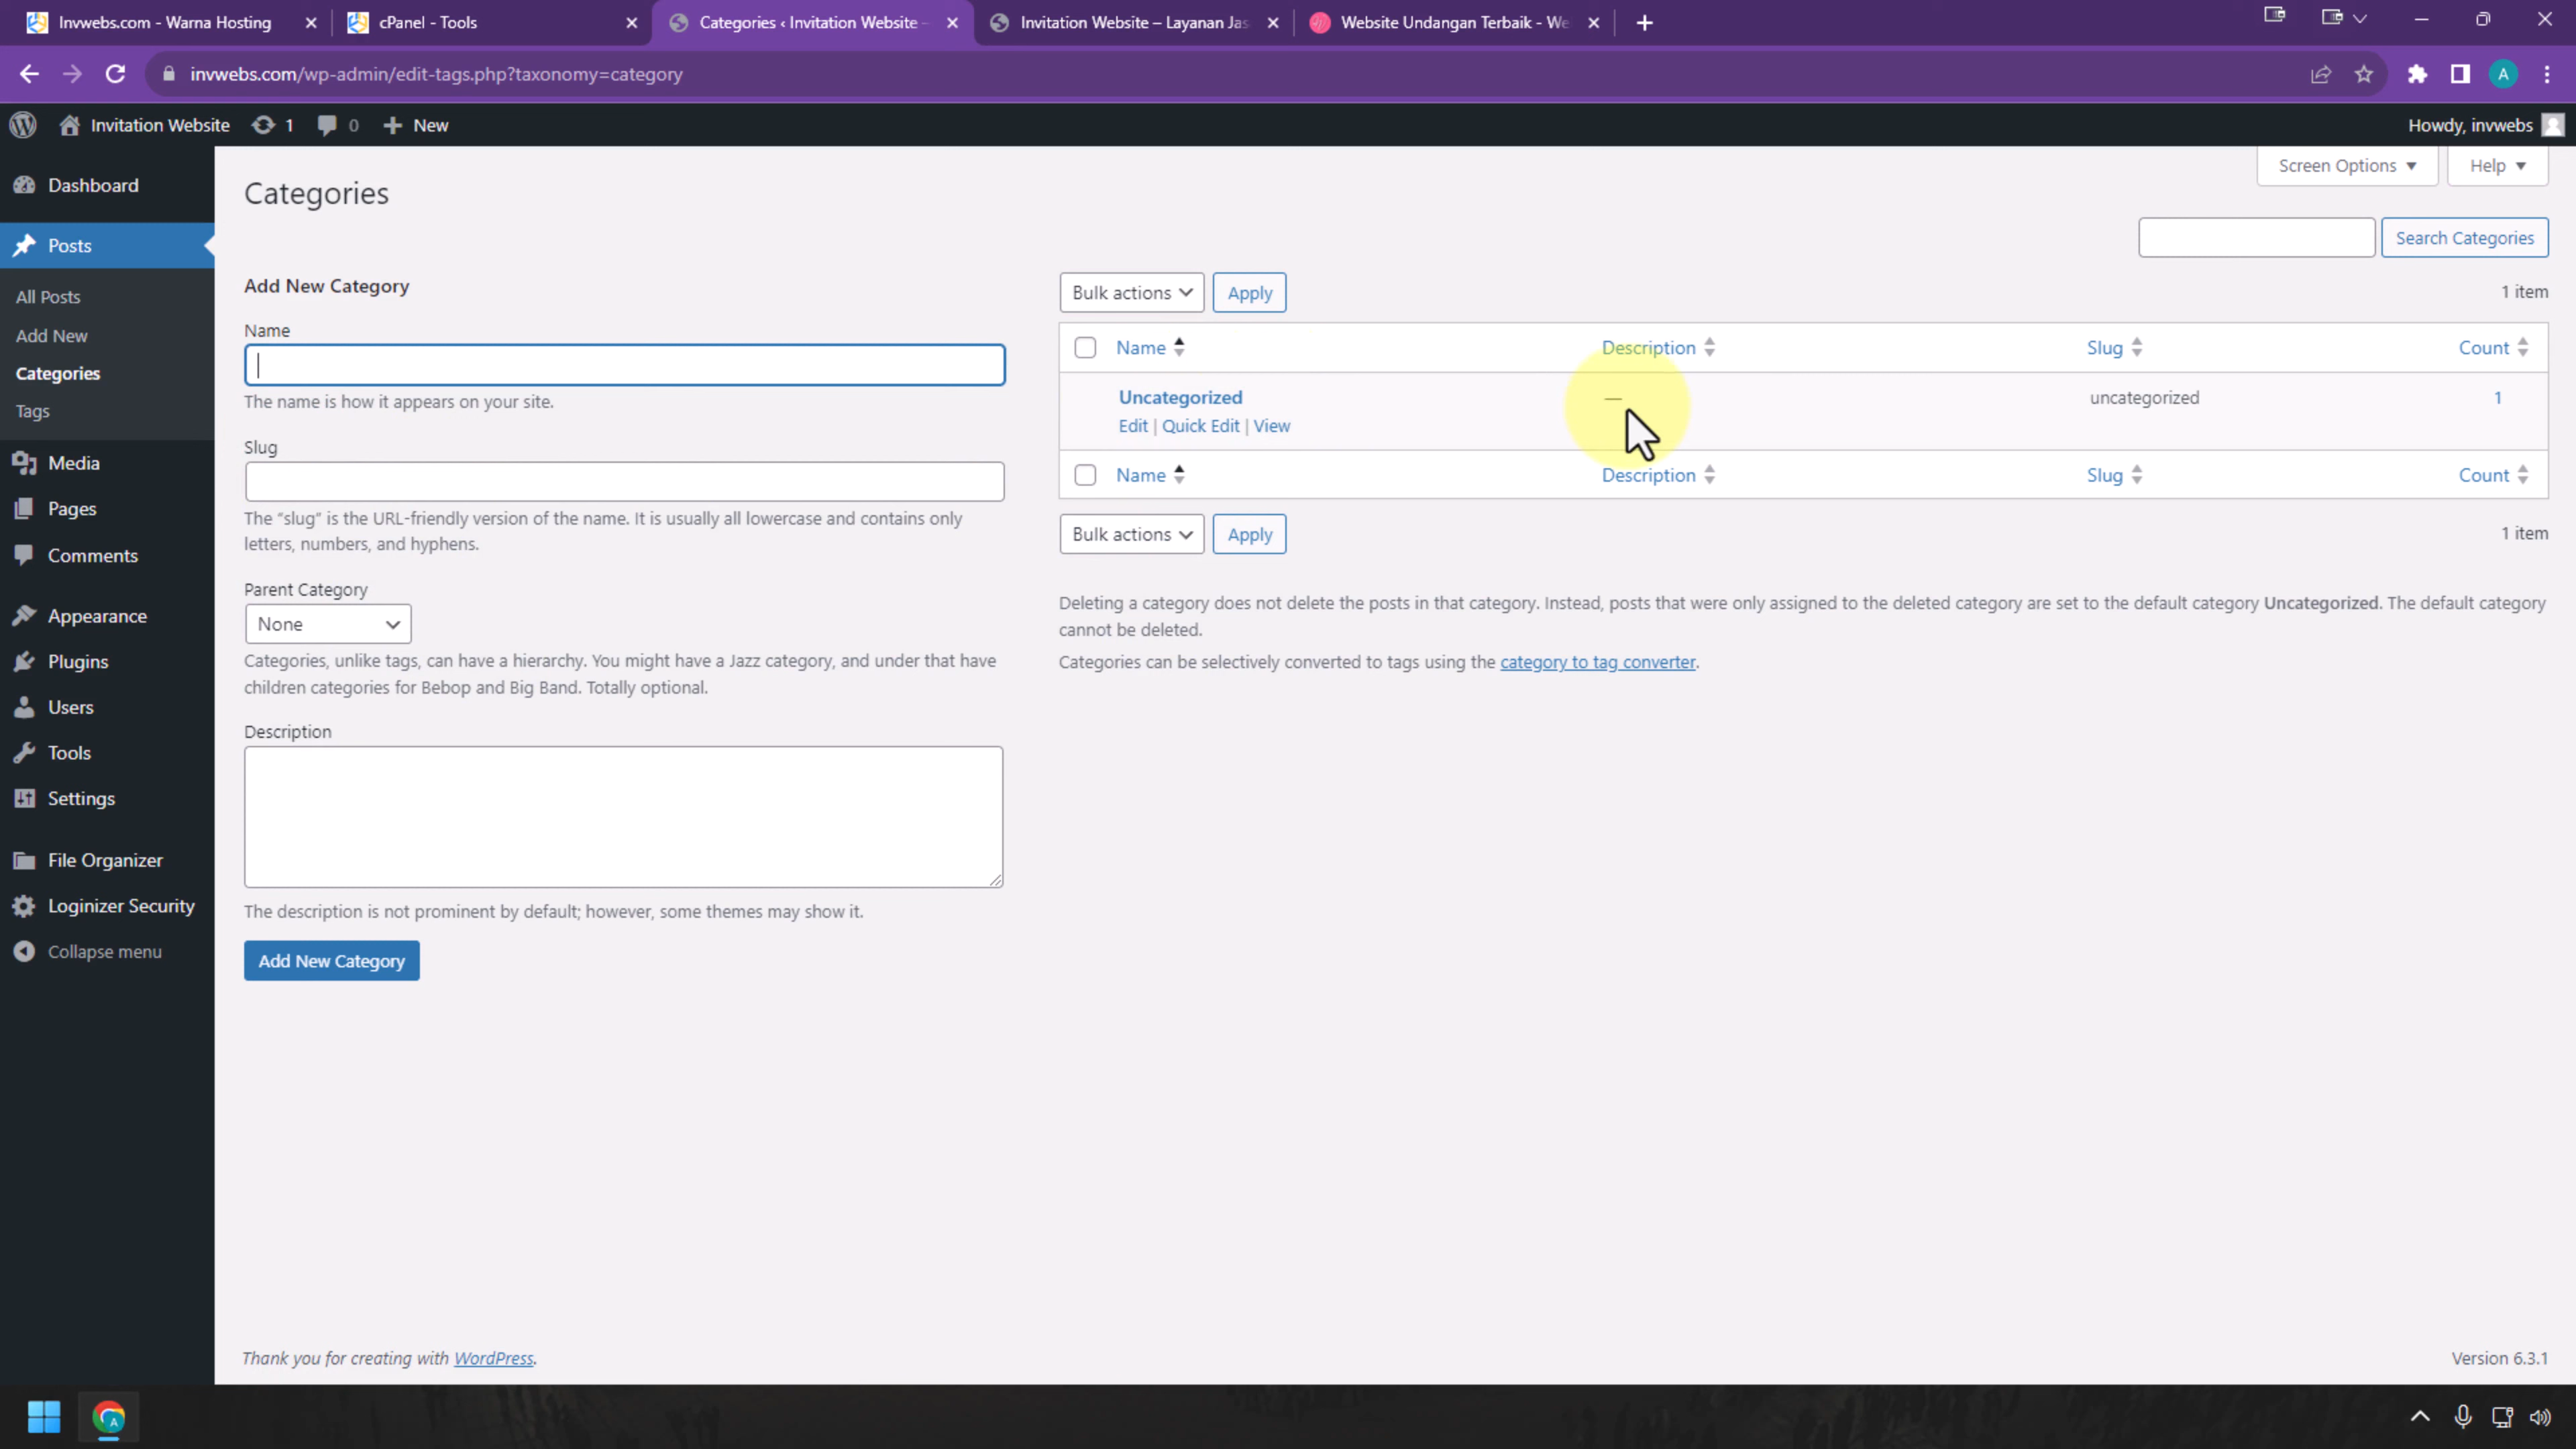 Invwebs.com - Warna Hosting
cPanel - Tools
Categories ‹ Invitation Website –
Invitation Website – Layanan Jas
Website Undangan Terbaik - We
invwebs.com/wp-admin/edit-tags.php?taxonomy=category
A
Invitation Website
1
0
New
Howdy, invwebs
Dashboard
Posts
All Posts
Add New
Categories
Tags
Media
Pages
Comments
Appearance
Plugins
Users
Tools
Settings
File Organizer
Loginizer Security
Collapse menu
Screen Options
Help
Categories
Search Categories
Add New Category
Name
The name is how it appears on your site.
Slug
The “slug” is the URL-friendly version of the name. It is usually all lowercase and contains only
letters, numbers, and hyphens.
Parent Category
None
Categories, unlike tags, can have a hierarchy. You might have a Jazz category, and under that have
children categories for Bebop and Big Band. Totally optional.
Description
The description is not prominent by default; however, some themes may show it.
Add New Category
Bulk actions
Apply
1 item
Name Description Slug Count
Uncategorized — uncategorized 1
Edit | Quick Edit | View
Name Description Slug Count
Bulk actions
Apply
1 item
Deleting a category does not delete the posts in that category. Instead, posts that were only assigned to the deleted category are set to the default category Uncategorized. The default category
cannot be deleted.
Categories can be selectively converted to tags using the category to tag converter.
Thank you for creating with WordPress.
Version 6.3.1